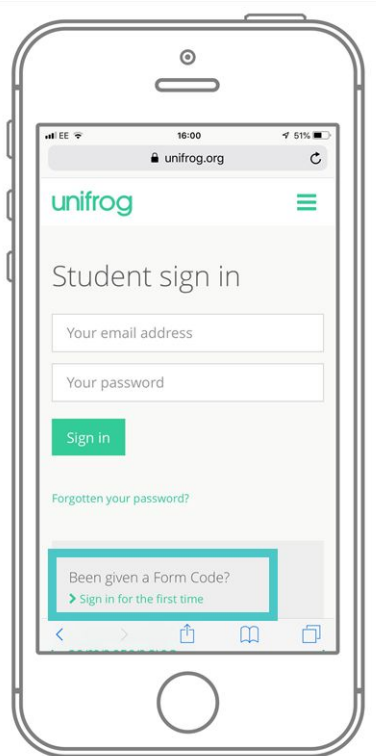 EE 16:00 51%
unifrog.org
unifrog
Student sign in
Your email address
Your password
Sign in
Forgotten your password?
Been given a Form Code?
Sign in for the first time